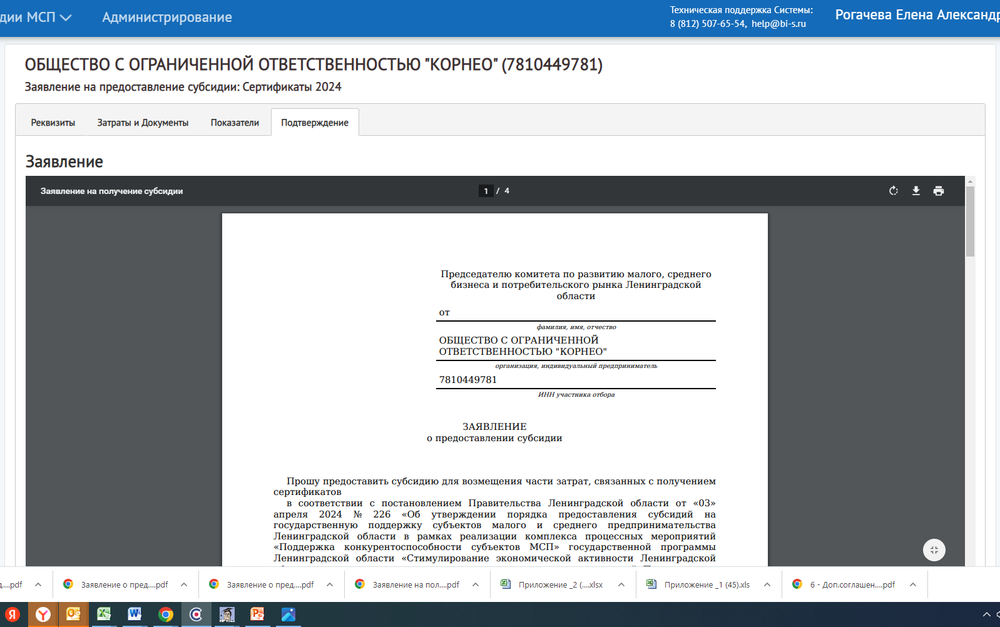 дии МСП
Администрирование
Техническая поддержка Системы:
8 (812) 507-65-54, help@bi-s.ru
Рогачева Елена Александр
ОБЩЕСТВО С ОГРАНИЧЕННОЙ ОТВЕТСТВЕННОСТЬЮ "КОРНЕО" (7810449781)
Заявление на предоставление субсидии: Сертификаты 2024
Реквизиты
Затраты и Документы
Показатели
Подтверждение
Заявление
Заявление на получение субсидии
1 / 4
Председателю комитета по развитию малого, среднего
бизнеса и потребительского рынка Ленинградской
области
от
фамилия, имя, отчество
ОБЩЕСТВО С ОГРАНИЧЕННОЙ
ОТВЕТСТВЕННОСТЬЮ "КОРНЕО"
организация, индивидуальный предприниматель
7810449781
ИНН участника отбора
ЗАЯВЛЕНИЕ
о предоставлении субсидии
Прошу предоставить субсидию для возмещения части затрат, связанных с получением
сертификатов
в соответствии с постановлением Правительства Ленинградской области от «03»
апреля 2024 № 226 «Об утверждении порядка предоставления субсидий на
государственную поддержку субъектов малого и среднего предпринимательства
Ленинградской области в рамках реализации комплекса процессных мероприятий
«Поддержка конкурентоспособности субъектов МСП» государственной программы
Ленинградской области «Стимулирование экономической активности Ленинградской
д....pdf
Заявление о пред....pdf
Заявление о пред....pdf
Заявление на пол....pdf
Приложение _2 (....xlsx
Приложение _1 (45).xls
6 - Доп.соглашен....pdf